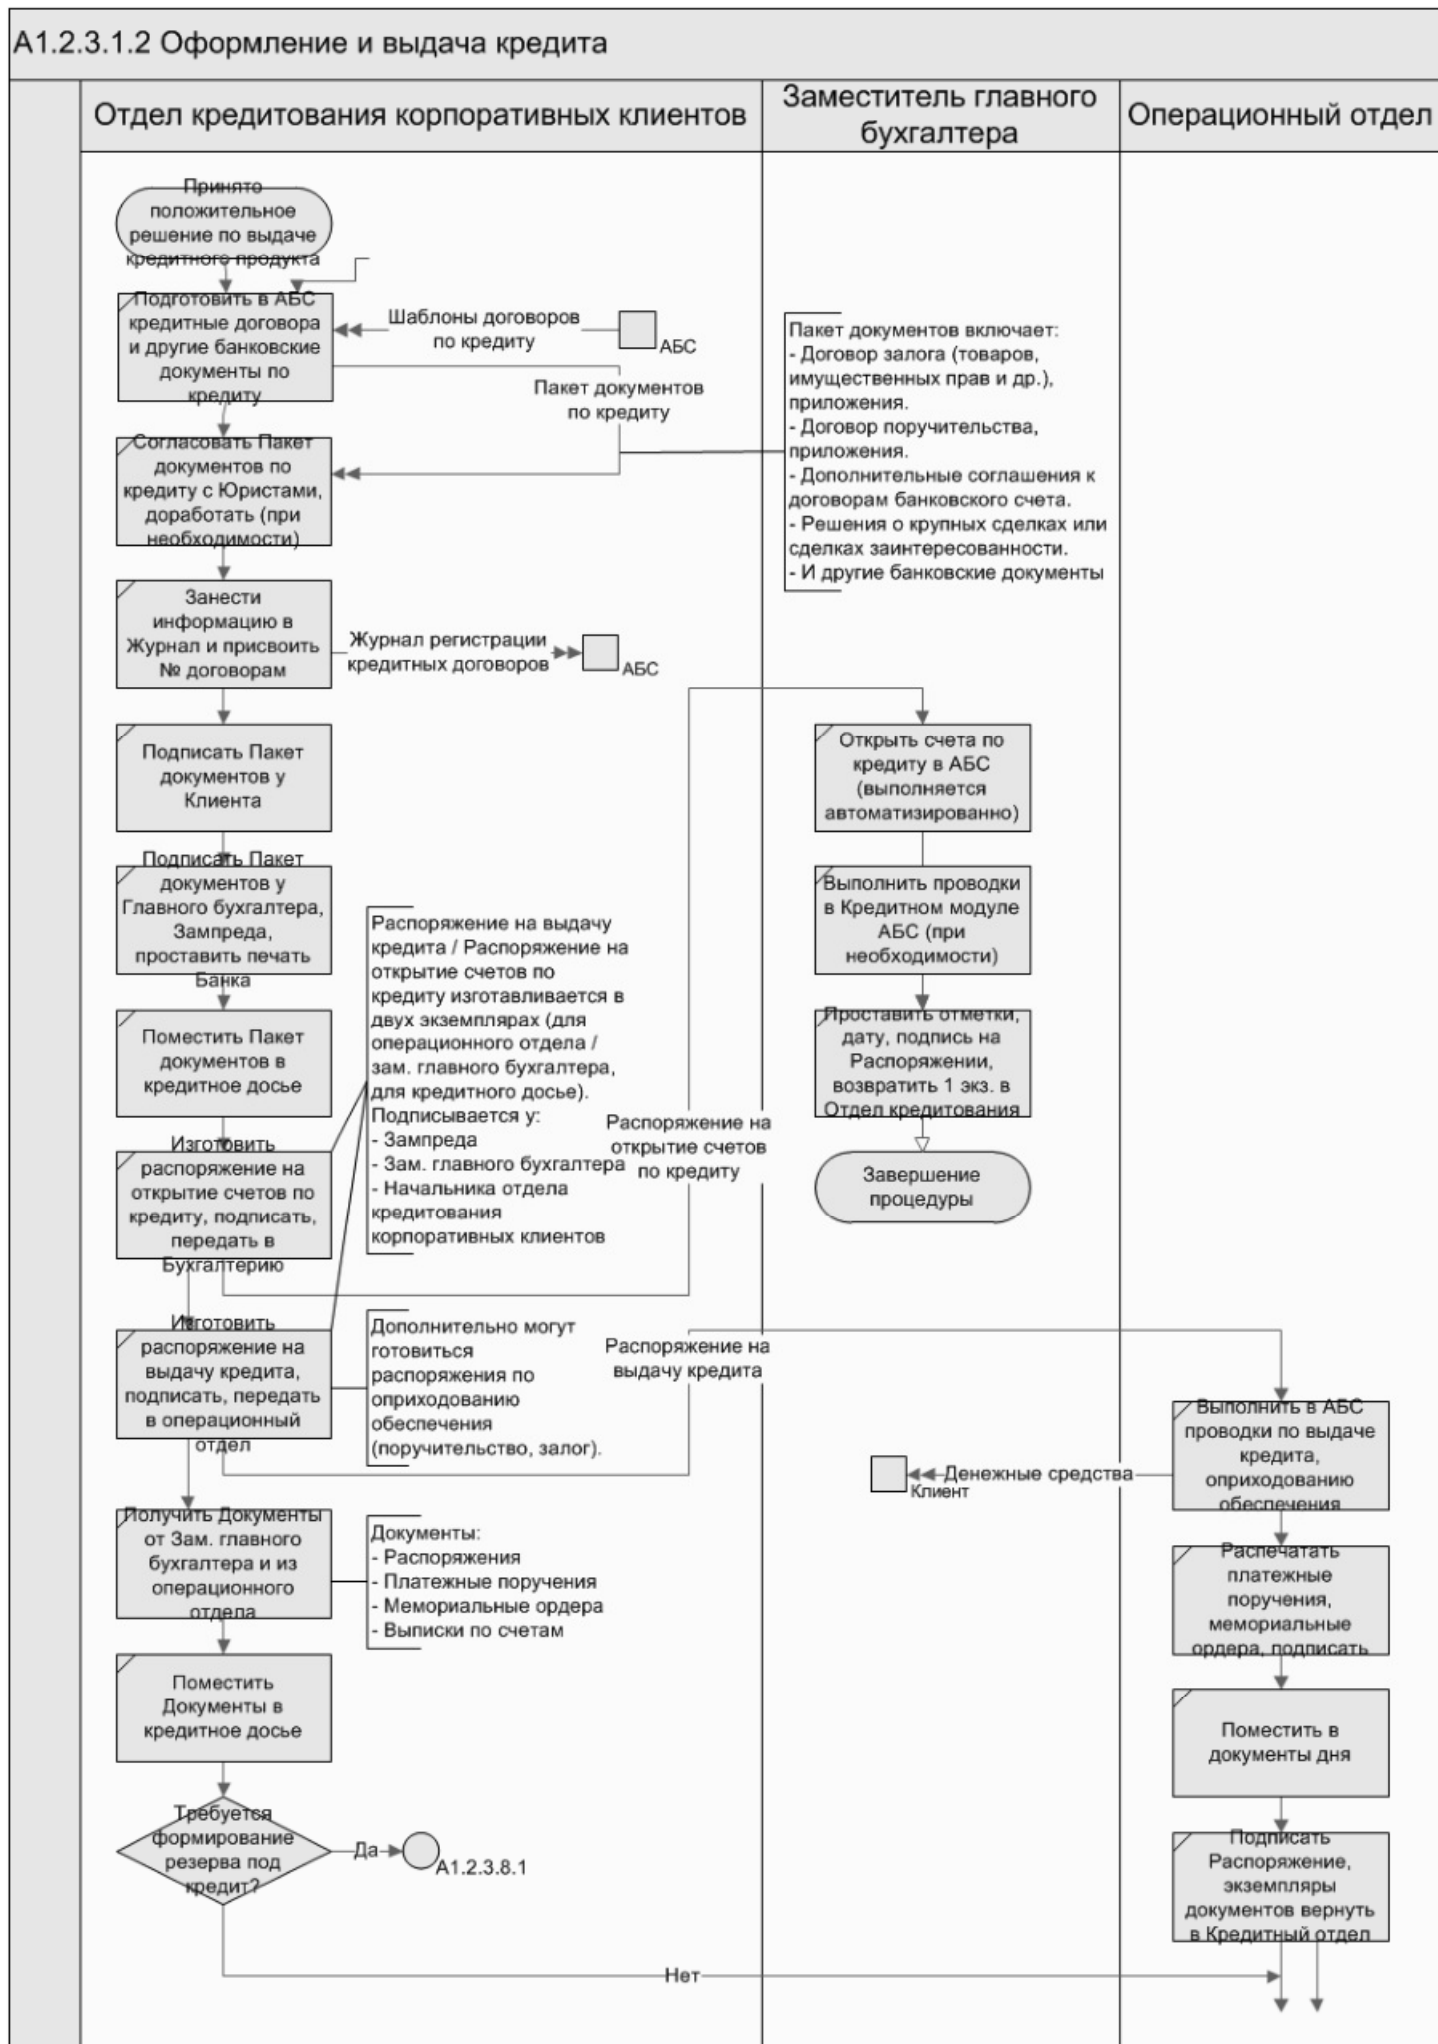 А1.2.3.1.2 Оформление и выдача кредита
Отдел кредитования корпоративных клиентов
Заместитель главного
бухгалтера
Операционный отдел
Принято
положительное
решение по выдаче
кредитного продукта
Подготовить в АБС
кредитные договора
и другие банковские
документы по
кредиту
Шаблоны договоров
по кредиту
АБС
Пакет документов
по кредиту
Пакет документов включает:
- Договор залога (товаров,
имущественных прав и др.),
приложения.
- Договор поручительства,
приложения.
- Дополнительные соглашения к
договорам банковского счета.
- Решения о крупных сделках или
сделках заинтересованности.
- И другие банковские документы
Согласовать Пакет
документов по
кредиту с Юристами,
доработать (при
необходимости)
Занести
информацию в
Журнал и присвоить
№ договорам
Журнал регистрации
кредитных договоров
АБС
Подписать Пакет
документов у
Клиента
Открыть счета по
кредиту в АБС
(выполняется
автоматизированно)
Подписать Пакет
документов у
Главного бухгалтера,
Зампреда,
проставить печать
Банка
Выполнить проводки
в Кредитном модуле
АБС (при
необходимости)
Распоряжение на выдачу
кредита / Распоряжение на
открытие счетов по
кредиту изготавливается в
двух экземплярах (для
операционного отдела /
зам. главного бухгалтера,
для кредитного досье).
Подписывается у:
- Зампреда
- Зам. главного бухгалтера
- Начальника отдела
кредитования
корпоративных клиентов
Поместить Пакет
документов в
кредитное досье
Проставить отметки,
дату, подпись на
Распоряжении,
возвратить 1 экз. в
Отдел кредитования
Распоряжение на
открытие счетов
по кредиту
Изготовить
распоряжение на
открытие счетов по
кредиту, подписать,
передать в
Бухгалтерию
Завершение
процедуры
Изготовить
распоряжение на
выдачу кредита,
подписать, передать
в операционный
отдел
Дополнительно могут
готовиться
распоряжения по
оприходованию
обеспечения
(поручительство, залог).
Распоряжение на
выдачу кредита
Выполнить в АБС
проводки по выдаче
кредита,
оприходованию
обеспечения
Денежные средства
Клиент
Получить Документы
от Зам. главного
бухгалтера и из
операционного
отдела
Документы:
- Распоряжения
- Платежные поручения
- Мемориальные ордера
- Выписки по счетам
Распечатать
платежные
поручения,
мемориальные
ордера, подписать
Поместить
Документы в
кредитное досье
Поместить в
документы дня
Требуется
формирование
резерва под
кредит?
Да
А1.2.3.8.1
Подписать
Распоряжение,
экземпляры
документов вернуть
в Кредитный отдел
Нет